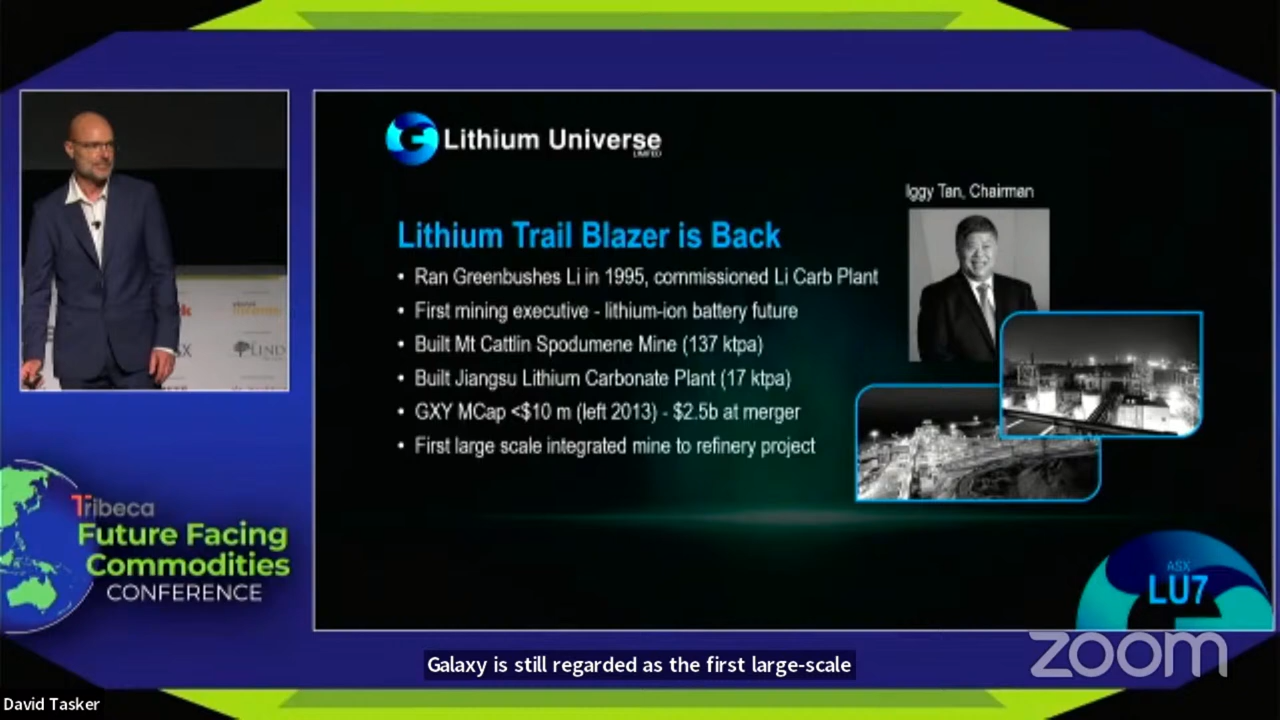 Lithium Universe
LIMITED
Iggy Tan, Chairman
Lithium Trail Blazer is Back
• Ran Greenbushes Li in 1995, commissioned Li Carb Plant
• First mining executive - lithium-ion battery future
• Built Mt Cattlin Spodumene Mine (137 ktpa)
• Built Jiangsu Lithium Carbonate Plant (17 ktpa)
• GXY MCap <$10 m (left 2013) - $2.5b at merger
• First large scale integrated mine to refinery project
Tribeca
Future Facing
Commodities
CONFERENCE
ASX
LU7
zoom
Galaxy is still regarded as the first large-scale
David Tasker